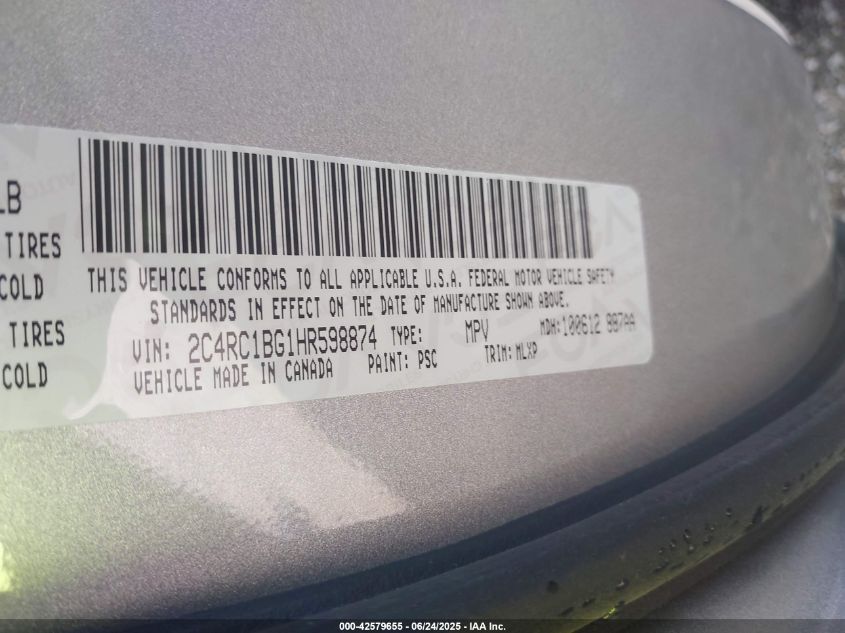 LB
TIRES
COLD
TIRES
COLD
THIS VEHICLE CONFORMS TO ALL APPLICABLE U.S.A. FEDERAL MOTOR VEHICLE SAFETY
STANDARDS IN EFFECT ON THE DATE OF MANUFACTURE SHOWN ABOVE.
VIN: 2C4RC1BG1HR598874 TYPE: MPV MDH:100612 887AA
VEHICLE MADE IN CANADA PAINT: PSC TRIM: MLXP
000-42579655 - 06/24/2025 - IAA Inc.